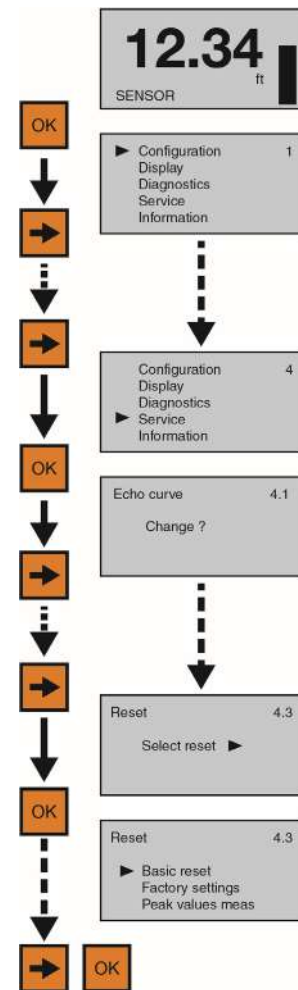 12.34
ft
SENSOR
OK
Configuration 1
Display
Diagnostics
Service
Information
Configuration 4
Display
Diagnostics
Service
Information
OK
Echo curve 4.1
Change ?
Reset 4.3
Select reset
OK
Reset 4.3
Basic reset
Factory settings
Peak values meas
OK